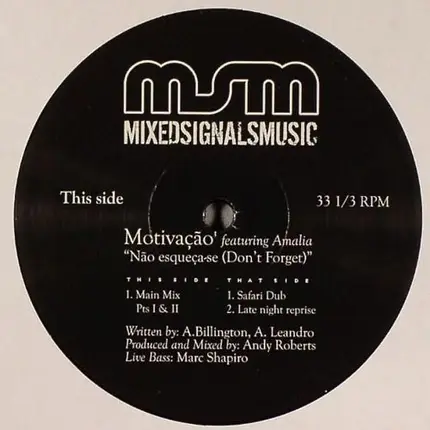 msm
MIXEDSIGNALSMUSIC
This side 33 1/3 RPM
Motivação' featuring Amalia
“Não esqueça-se (Don't Forget)”
THIS SIDE THAT SIDE
1. Main Mix 1. Safari Dub
Pts I & II 2. Late night reprise
Written by: A.Billington, A. Leandro
Produced and Mixed by: Andy Roberts
Live Bass: Marc Shapiro